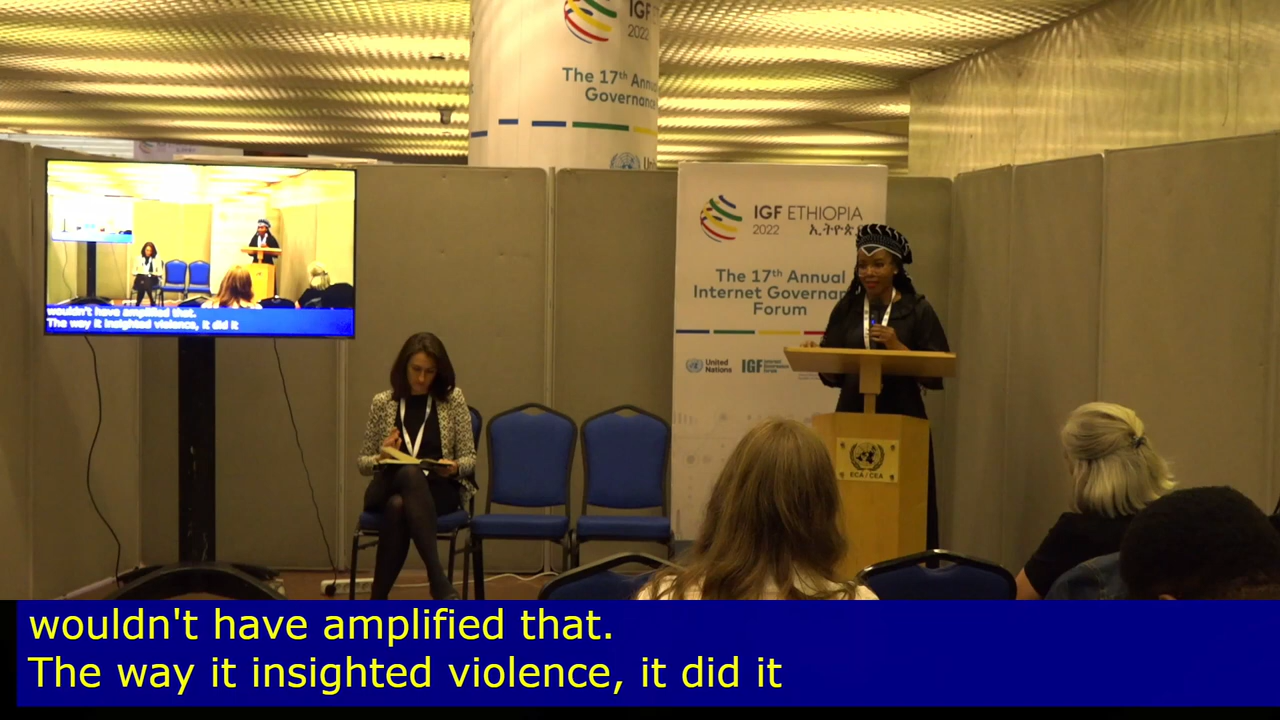 IGF
2022
The 17th Annu
Governance
IGF ETHIOPIA
2022
The 17th Annual
Internet Governan
Forum
United
Nations
IGF
ECA / CEA
wouldn't have amplified that.
The way it insighted violence, it did it
wouldn't have amplified that.
The way it insighted violence, it did it